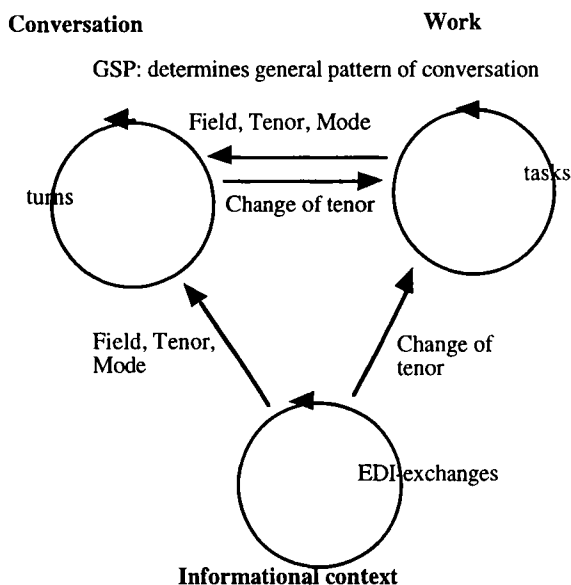 Conversation
Work
GSP: determines general pattern of conversation
Field, Tenor, Mode
turns
tasks
Change of tenor
Field, Tenor,
Mode
Change of
tenor
EDI-exchanges
Informational context